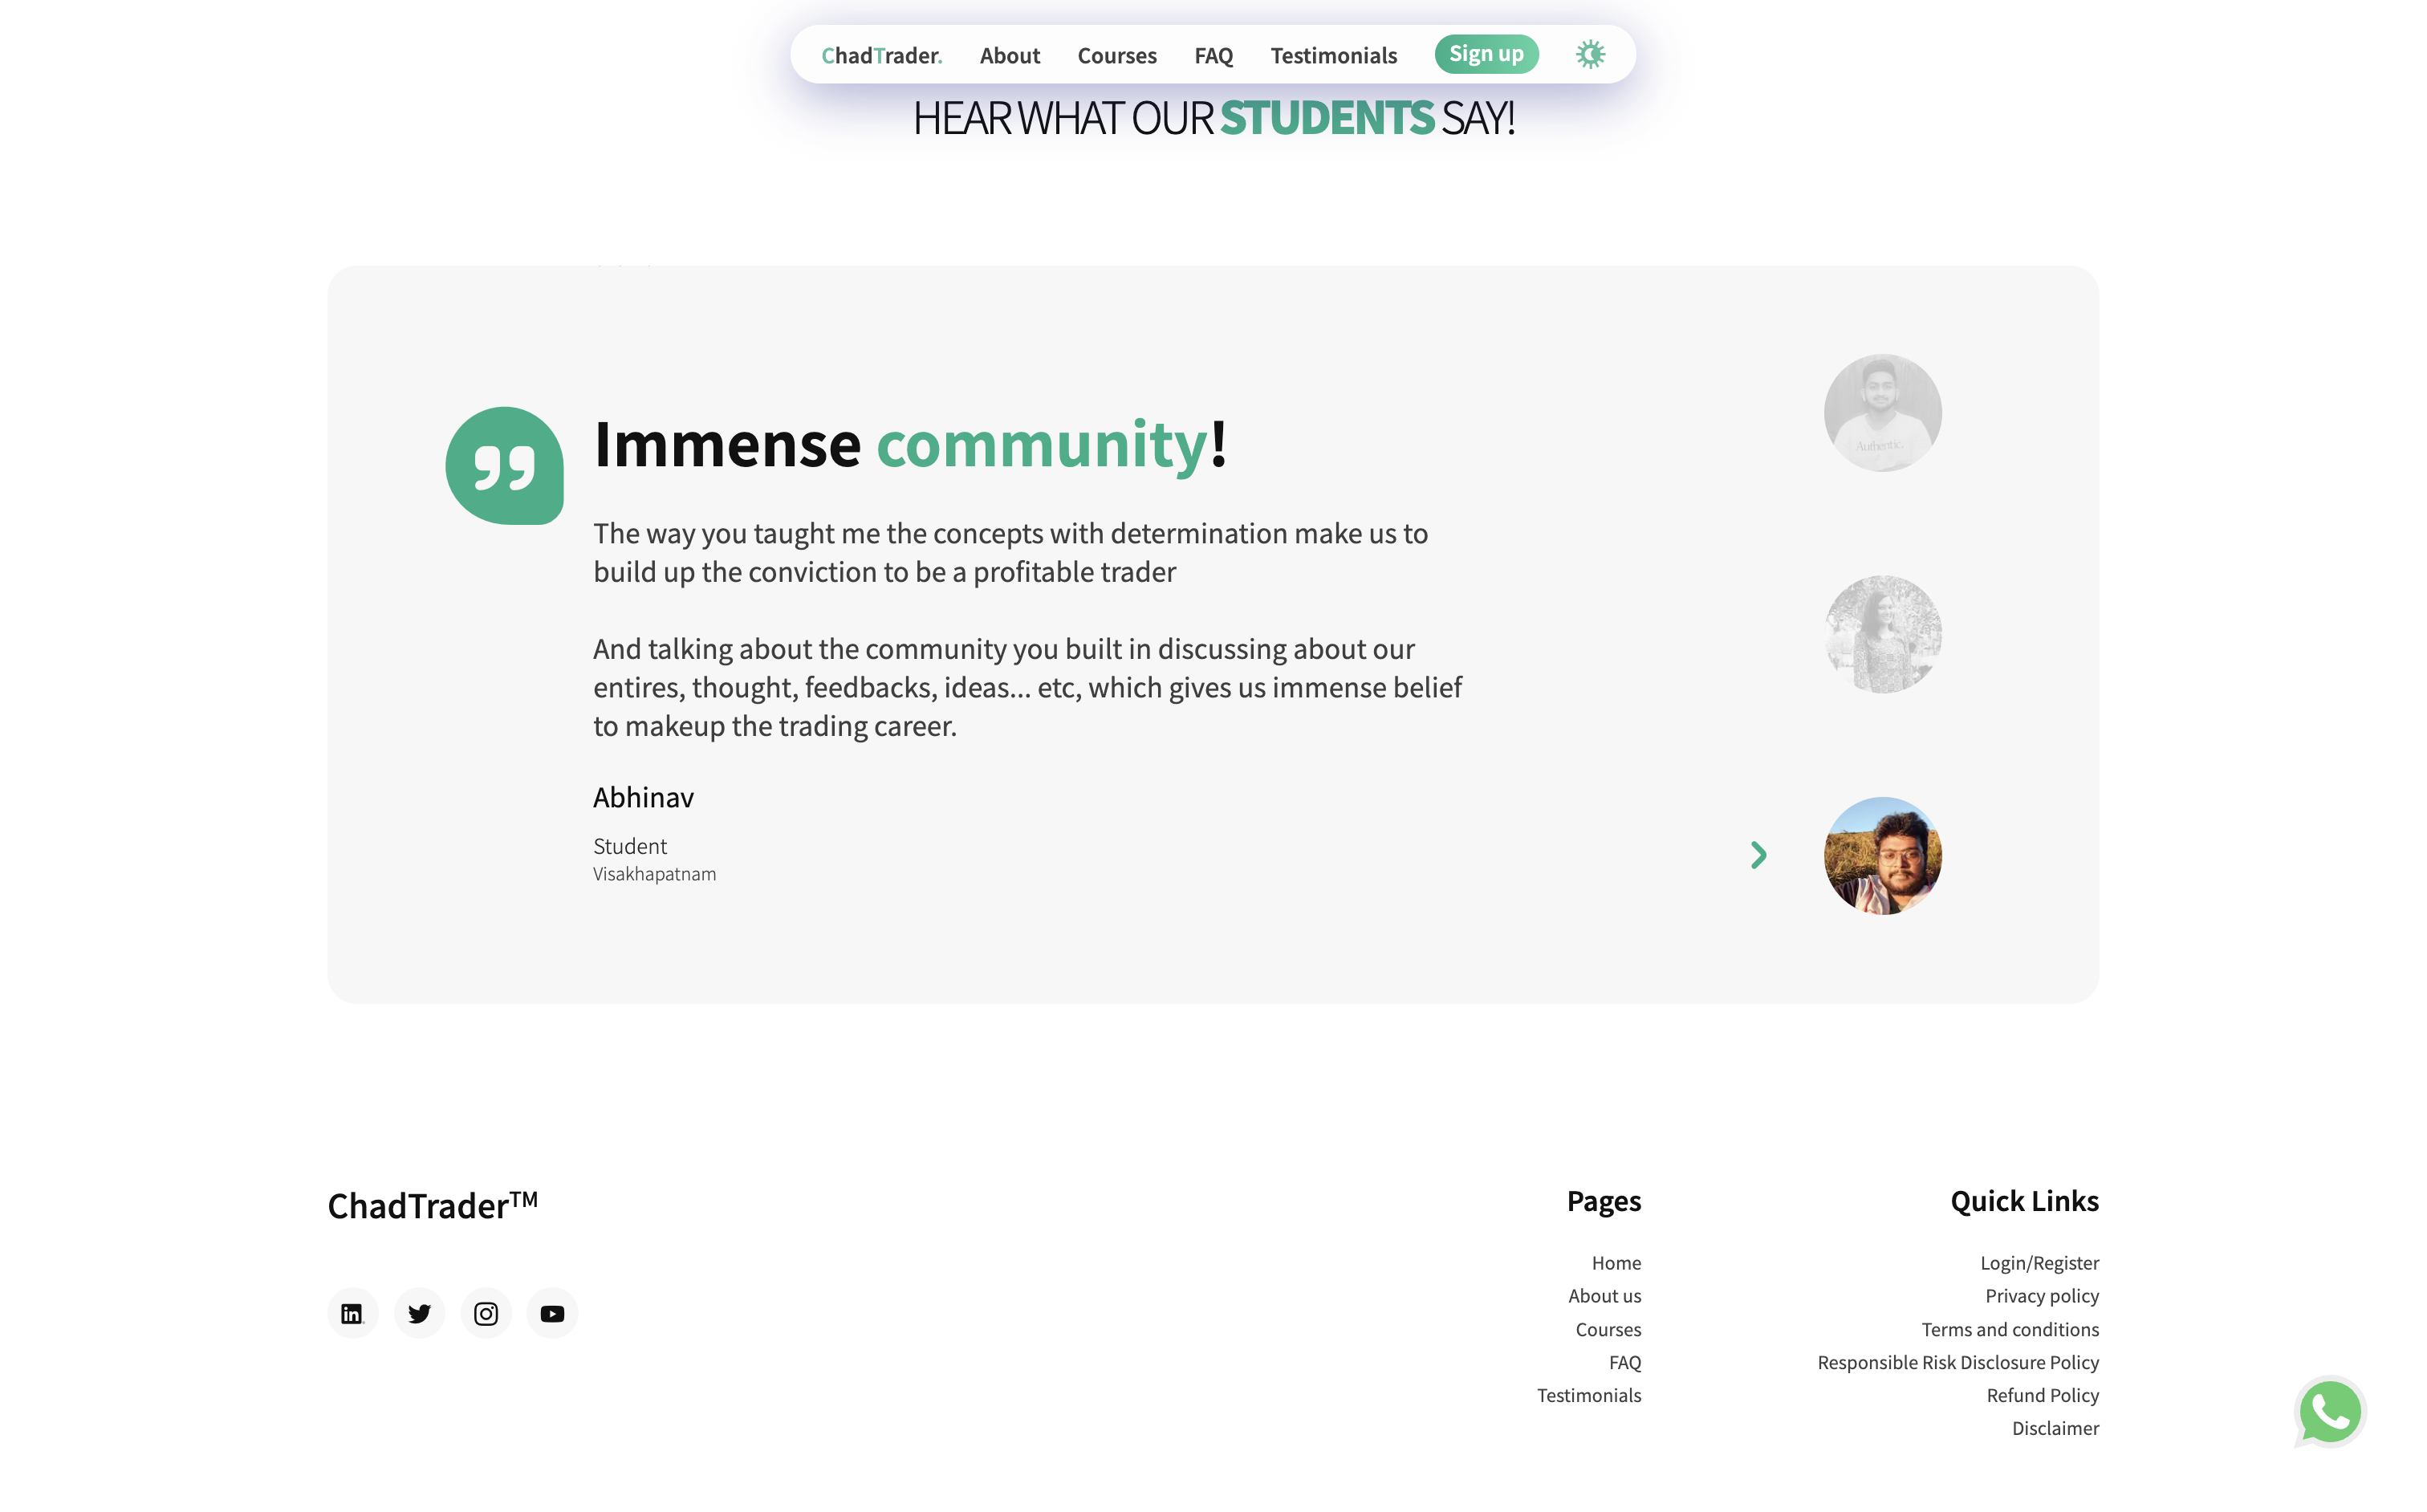 ChadTrader. About Courses FAQ Testimonials Sign up
HEAR WHAT OUR STUDENTS SAY!
Authentic.
Immense community!
The way you taught me the concepts with determination make us to
build up the conviction to be a profitable trader
And talking about the community you built in discussing about our
entires, thought, feedbacks, ideas... etc, which gives us immense belief
to makeup the trading career.
Abhinav
Student
Visakhapatnam
ChadTrader™
in
Pages
Home
About us
Courses
FAQ
Testimonials
Quick Links
Login/Register
Privacy policy
Terms and conditions
Responsible Risk Disclosure Policy
Refund Policy
Disclaimer